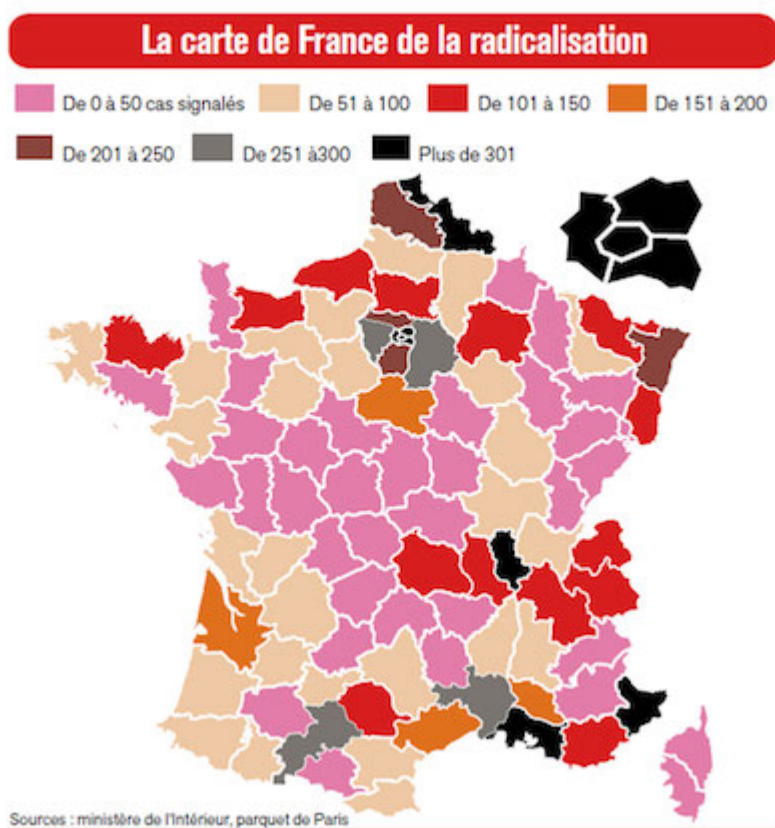 La carte de France de la radicalisation
De 0 à 50 cas signalés De 51 à 100 De 101 à 150 De 151 à 200
De 201 à 250 De 251 à300 Plus de 301
Sources : ministère de l'Intérieur, parquet de Paris